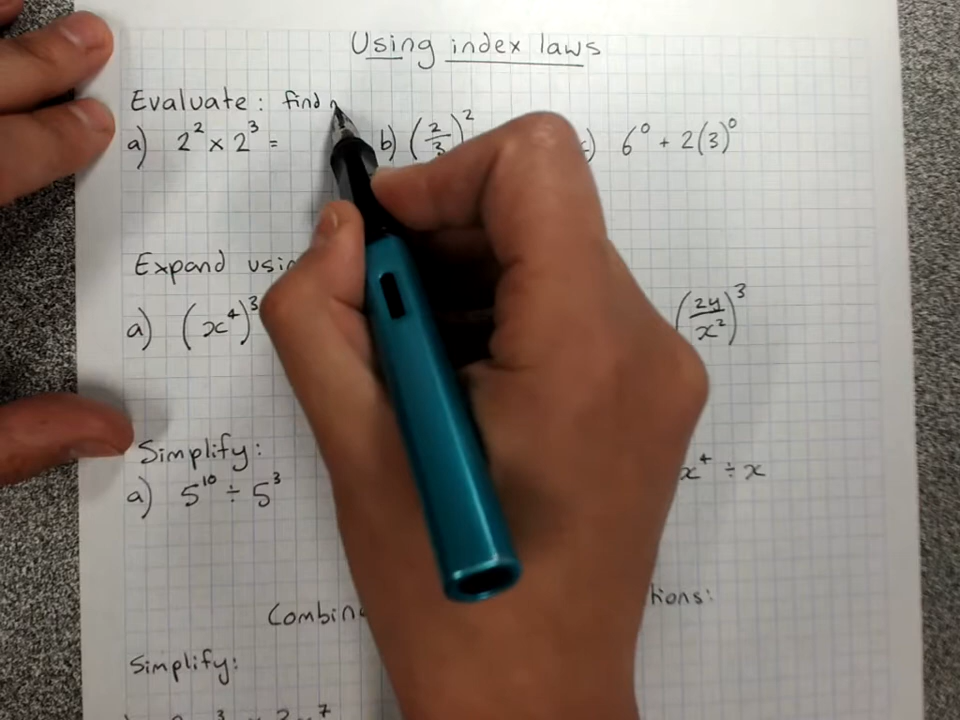 Using index laws
Evaluate: find
a) 2² × 2³ = b) (2/3)² c) 6⁰ + 2(3)⁰
Expand
a) (x⁴)³ (2y/x²)³
Simplify:
a) 5¹⁰ ÷ 5³ x⁴ ÷ x
Simplify: